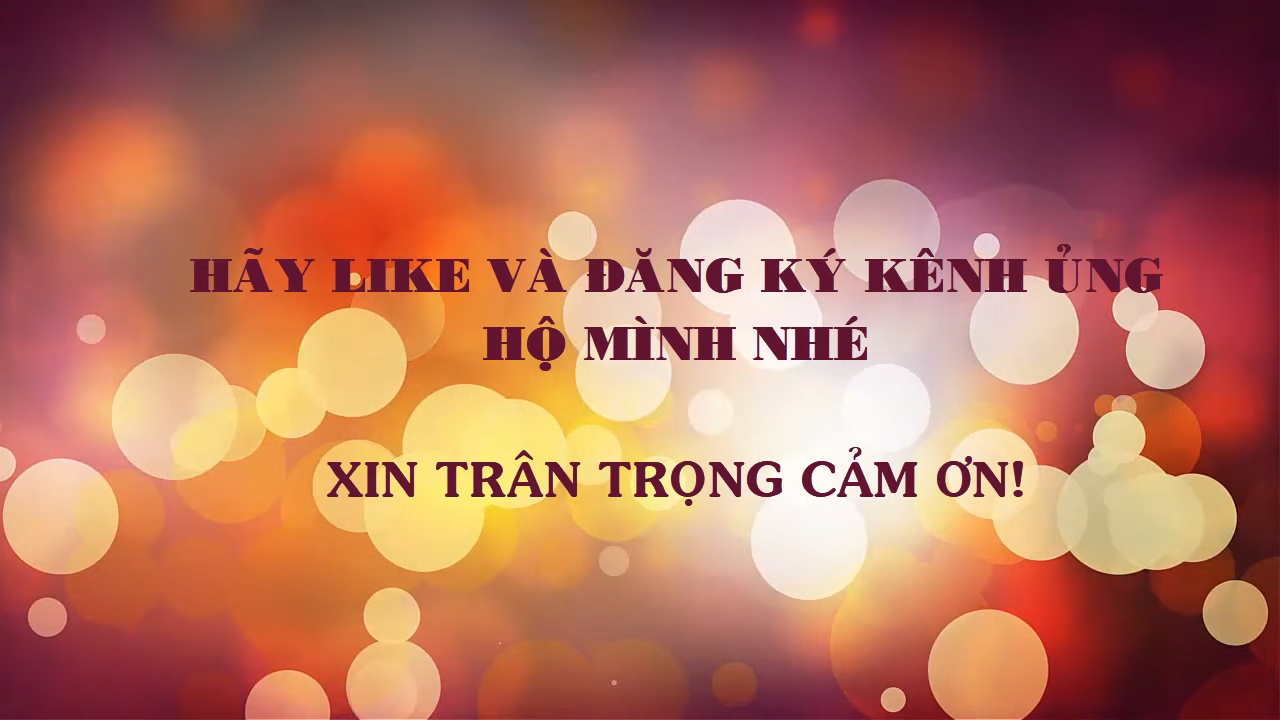 HÃY LIKE VÀ ĐĂNG KÝ KÊNH ỦNG
HỘ MÌNH NHÉ
XIN TRÂN TRỌNG CẢM ƠN!